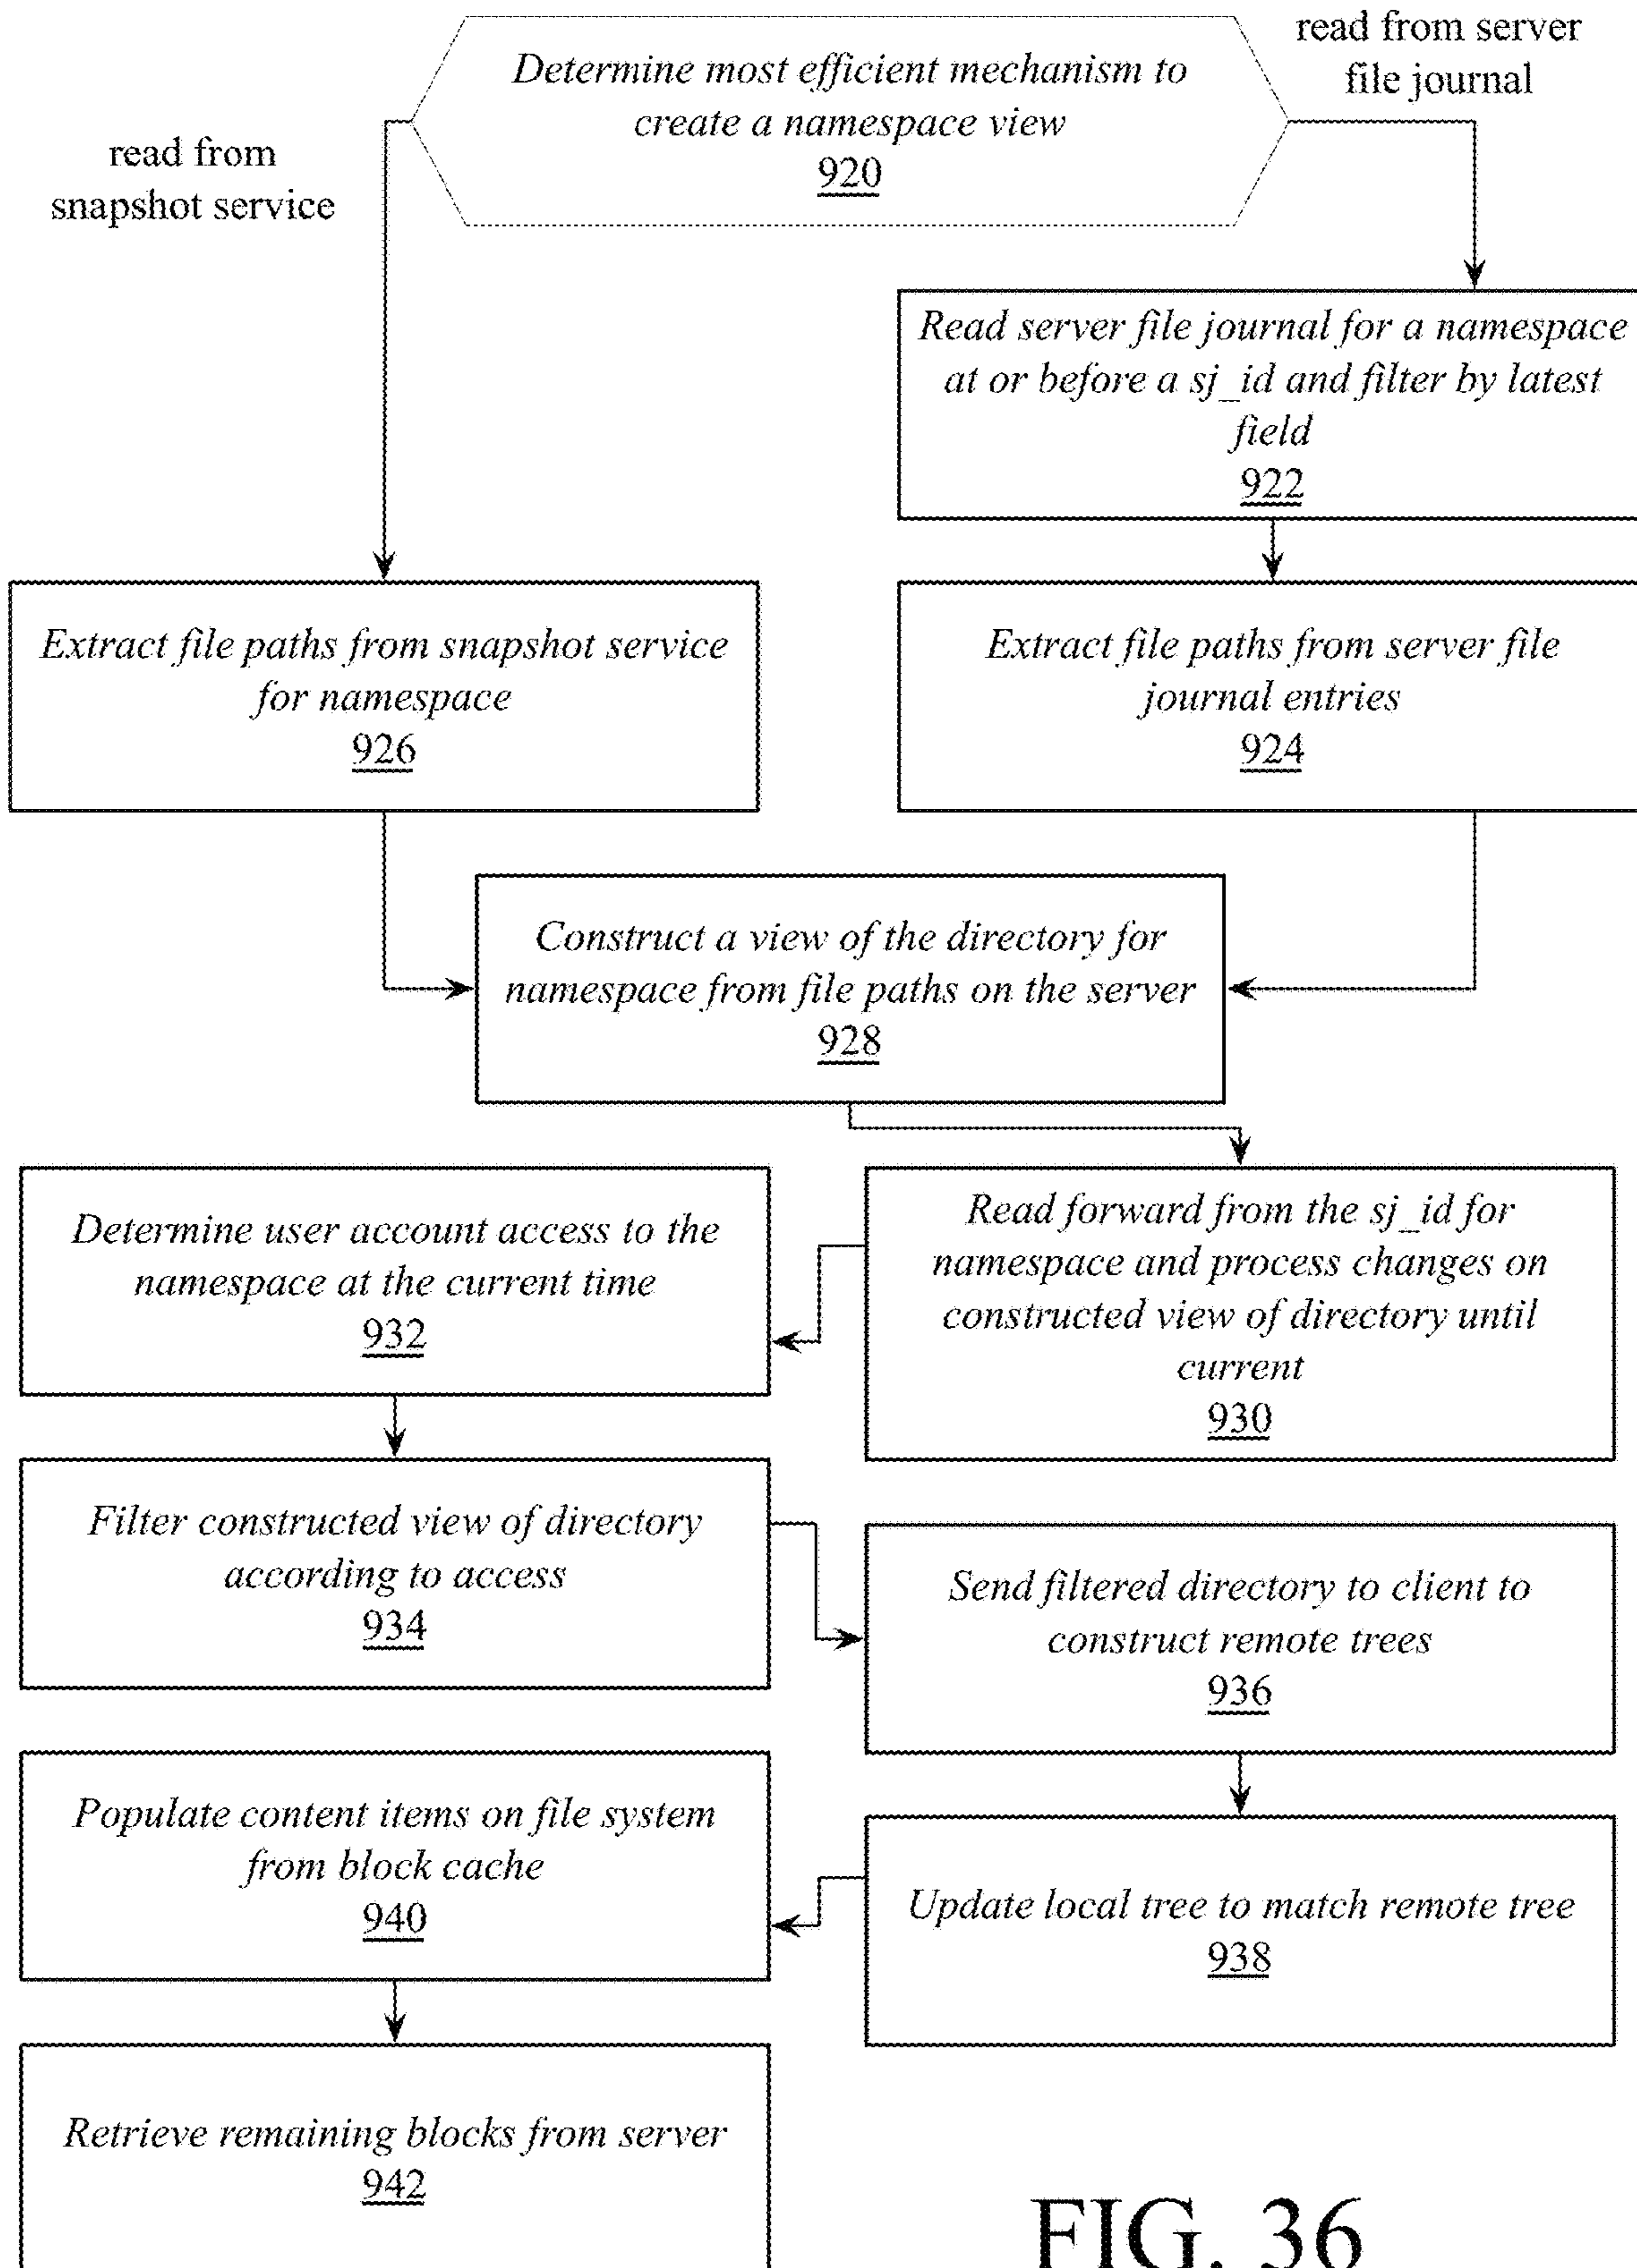 read from server
file journal
Determine most efficient mechanism to
create a namespace view
920
read from
snapshot service
Read server file journal for a namespace
at or before a sj_id and filter by latest
field
922
Extract file paths from snapshot service
for namespace
926
Extract file paths from server file
journal entries
924
Construct a view of the directory for
namespace from file paths on the server
928
Read forward from the sj_id for
namespace and process changes on
constructed view of directory until
current
930
Determine user account access to the
namespace at the current time
932
Filter constructed view of directory
according to access
934
Send filtered directory to client to
construct remote trees
936
Update local tree to match remote tree
938
Populate content items on file system
from block cache
940
Retrieve remaining blocks from server
942
FIG. 36